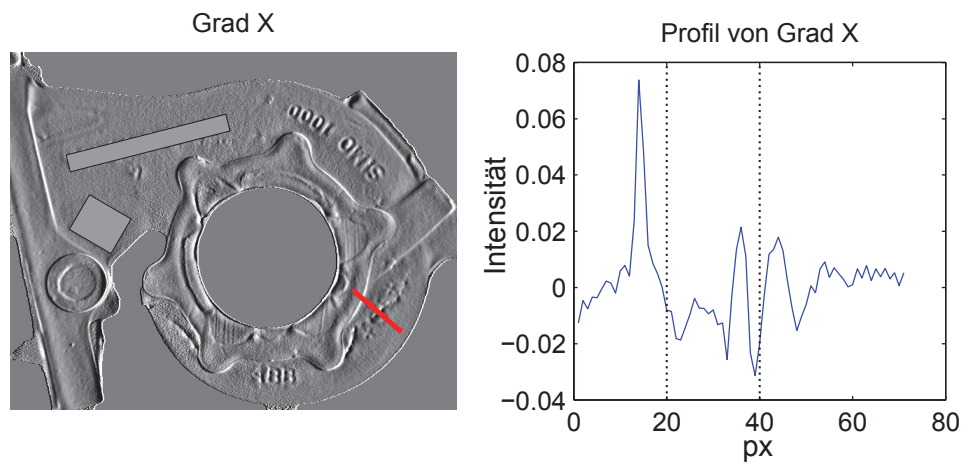 Grad X
SIMO 1000
ABB
Profil von Grad X
Intensität
0.08
0.06
0.04
0.02
0
−0.02
−0.04
0 20 40 60 80
px